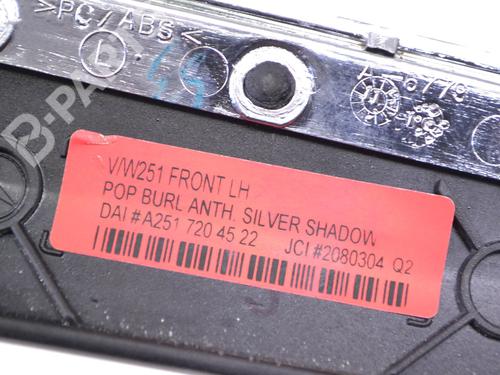 >PC/ABS<
V/W251 FRONT LH
POP BURL ANTH. SILVER SHADOW
DAI #A251 720 45 22 JCI #2080304 Q2
B-PARTS